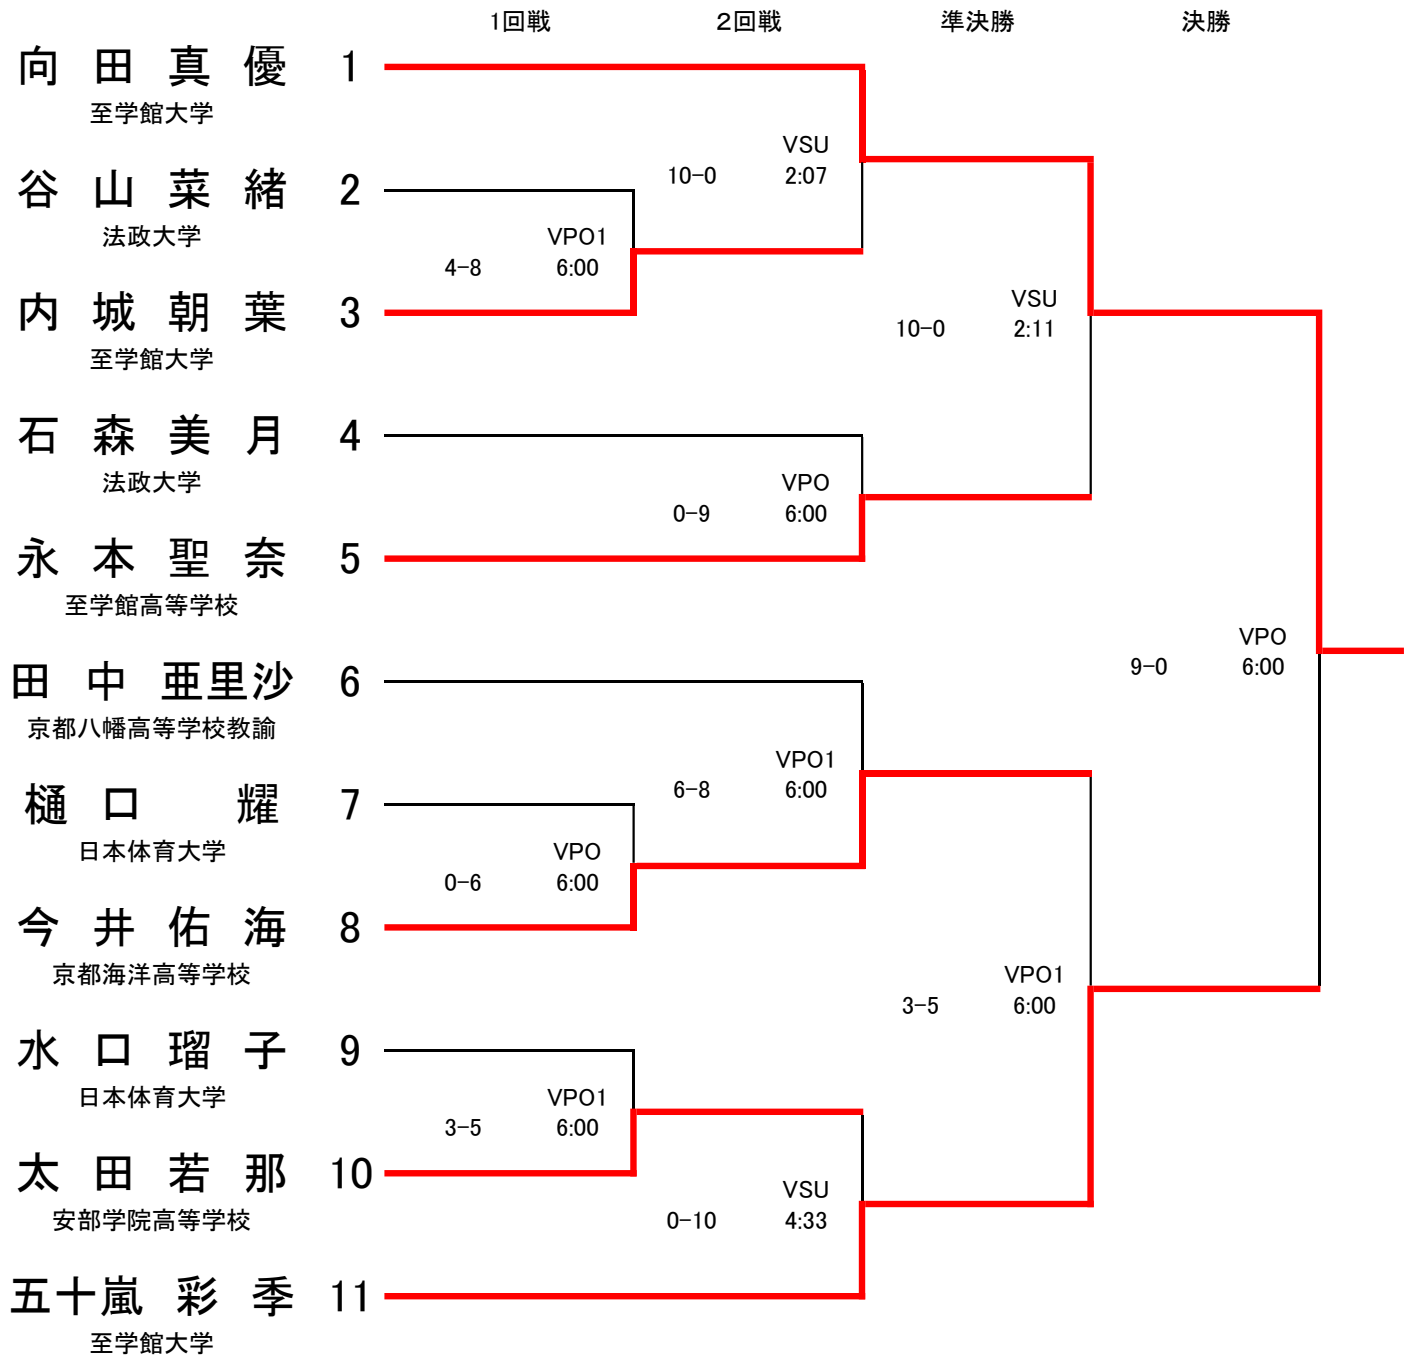 1回戦 2回戦 準決勝 決勝
向 田 真 優 1
至学館大学
VSU
10-0 2:07
谷 山 菜 緒 2
法政大学
VPO1
4-8 6:00
内 城 朝 葉 3
至学館大学
VSU
10-0 2:11
石 森 美 月 4
法政大学
VPO
0-9 6:00
永 本 聖 奈 5
至学館高等学校
VPO
9-0 6:00
田 中 亜里沙 6
京都八幡高等学校教諭
VPO1
6-8 6:00
樋 口 耀 7
日本体育大学
VPO
0-6 6:00
今 井 佑 海 8
京都海洋高等学校
VPO1
3-5 6:00
水 口 瑠 子 9
日本体育大学
VPO1
3-5 6:00
太 田 若 那 10
安部学院高等学校
VSU
0-10 4:33
五十嵐 彩 季 11
至学館大学